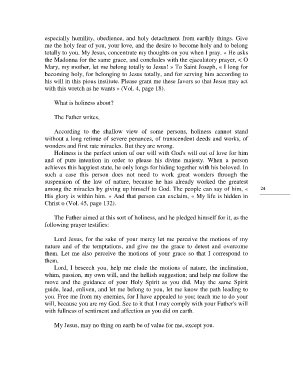 especially humility, obedience, and holy detachment from earthly things. Give
me the holy fear of you, your love, and the desire to become holy and to belong
totally to you. My Jesus, concentrate my thoughts on you when I pray. » He asks
the Madonna for the same grace, and concludes with the ejaculatory prayer, « O
Mary, my mother, let me belong totally to Jesus! » To Saint Joseph, « I long for
becoming holy, for belonging to Jesus totally, and for serving him according to
his will in this pious institute. Please grant me these favors so that Jesus may act
with this wretch as he wants » (Vol. 4, page 18).
What is holiness about?
The Father writes,
According to the shallow view of some persons, holiness cannot stand
without a long retinue of severe penances, of transcendent deeds and works, of
wonders and first rate miracles. But they are wrong.
Holiness is the perfect union of our will with God's will out of love for him
and of pure intention in order to please his divine majesty. When a person
achieves this happiest state, he only longs for fading together with his beloved. In
such a case this person does not need to work great wonders through the
suspension of the law of nature, because he has already worked the greatest
among the miracles by giving up himself to God. The people can say of him, «
His glory is within him. » And that person can exclaim, « My life is hidden in
Christ » (Vol. 45, page 132).
24
The Father aimed at this sort of holiness, and he pledged himself for it, as the
following prayer testifies:
Lord Jesus, for the sake of your mercy let me perceive the motions of my
nature and of the temptations, and give me the grace to detest and overcome
them. Let me also perceive the motions of your grace so that I correspond to
them.
Lord, I beseech you, help me elude the motions of nature, the inclination,
whim, passion, my own will, and the hellish suggestion; and help me follow the
move and the guidance of your Holy Spirit as you did. May the same Spirit
guide, lead, enliven, and let me belong to you, let me know the path leading to
you. Free me from my enemies, for I have appealed to you; teach me to do your
will, because you are my God. See to it that I may comply with your Father's will
with fullness of sentiment and affection as you did on earth.
My Jesus, may no thing on earth be of value for me, except you.